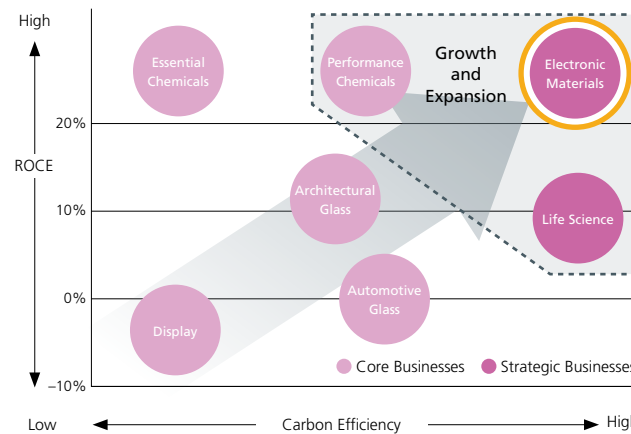 High
Essential
Chemicals
Performance
Chemicals
Growth
and
Expansion
Electronic
Materials
20%
ROCE
Architectural
Glass
10%
Life Science
0%
Automotive
Glass
Display
Core Businesses
Strategic Businesses
–10%
Low
Carbon Efficiency
High